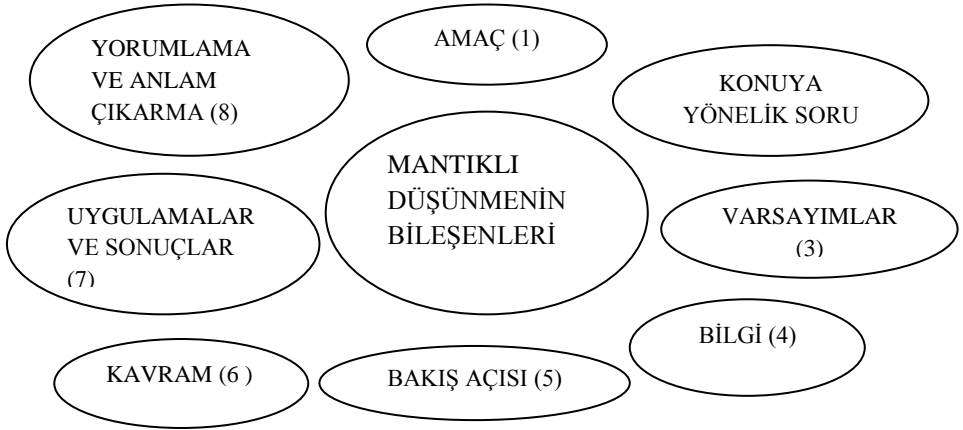 AMAÇ (1)
YORUMLAMA
VE ANLAM
ÇIKARMA (8)
KONUYA
YÖNELİK SORU
MANTIKLI
DÜŞÜNMENİN
BİLEŞENLERİ
UYGULAMALAR
VE SONUÇLAR
(7)
VARSAYIMLAR
(3)
BİLGİ (4)
KAVRAM (6 )
BAKIŞ AÇISI (5)